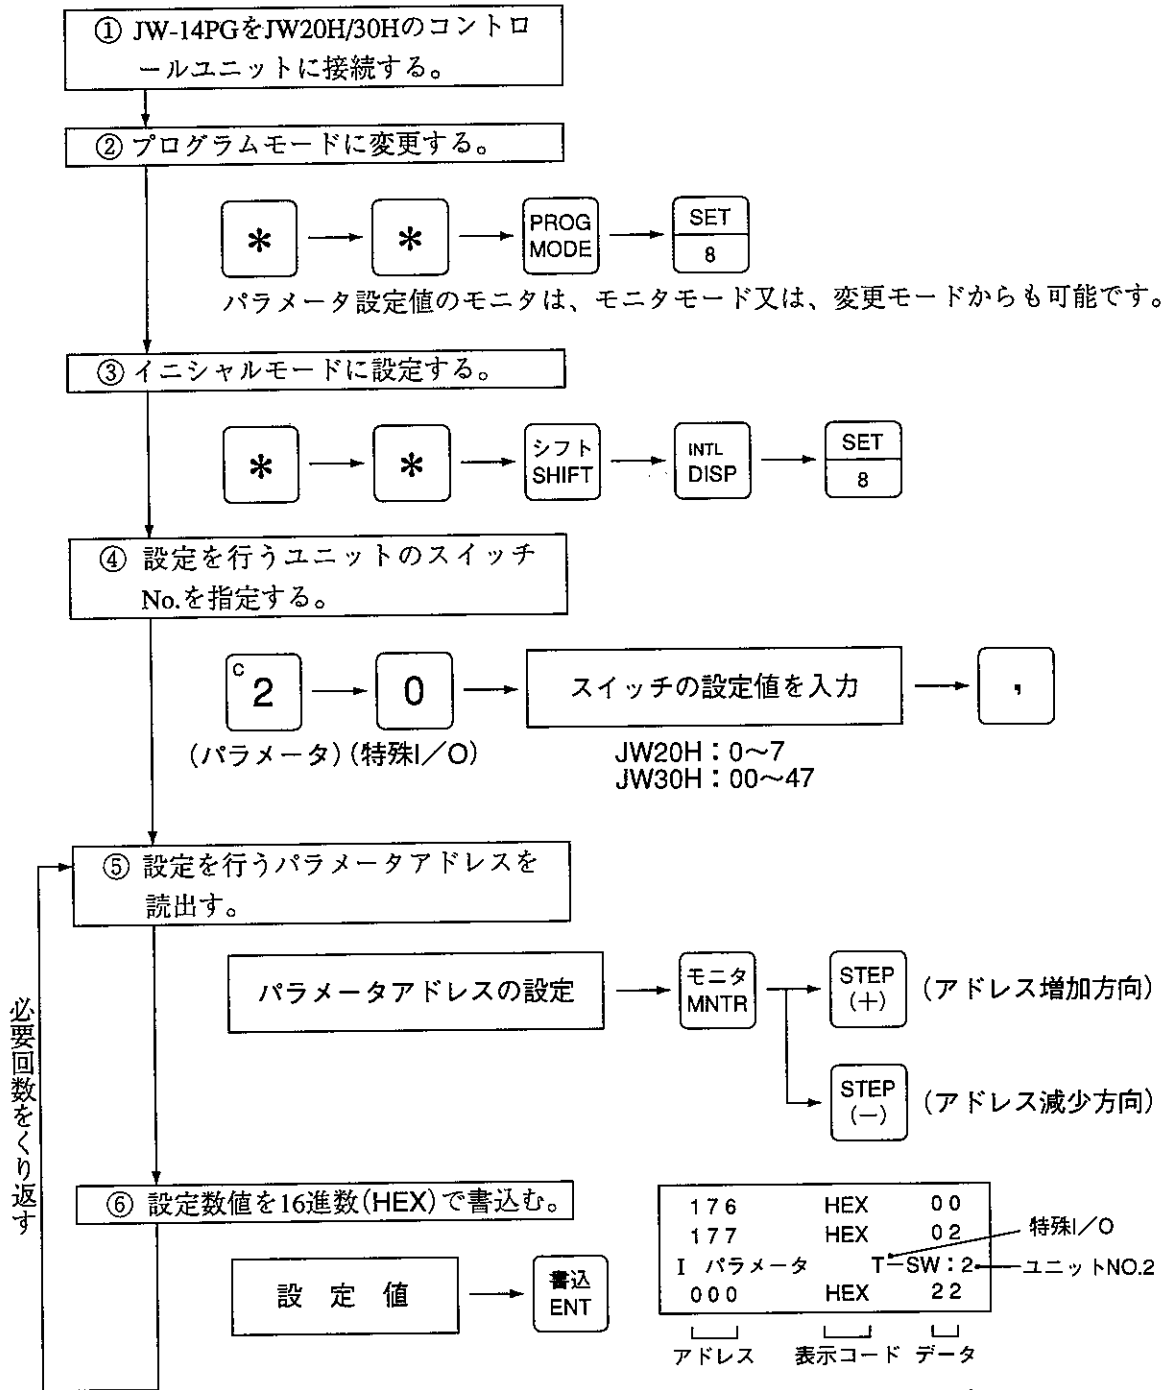 ① JW-14PGをJW20H/30Hのコントロ
ールユニットに接続する。
② プログラムモードに変更する。
* * PROG MODE SET 8
パラメータ設定値のモニタは、モニタモード又は、変更モードからも可能です。
③ イニシャルモードに設定する。
* * シフト SHIFT INTL DISP SET 8
④ 設定を行うユニットのスイッチ
No.を指定する。
C 2 0 スイッチの設定値を入力 ,
(パラメータ) (特殊I/O)
JW20H：0〜7
JW30H：00〜47
⑤ 設定を行うパラメータアドレスを
読出す。
パラメータアドレスの設定 モニタ MNTR STEP (+) (アドレス増加方向)
STEP (-) (アドレス減少方向)
必要回数をくり返す
⑥ 設定数値を16進数(HEX)で書込む。
設 定 値 書込 ENT
176 HEX 00
177 HEX 02
I パラメータ T-SW：2
000 HEX 22
特殊I/O
ユニットNO.2
アドレス 表示コード データ